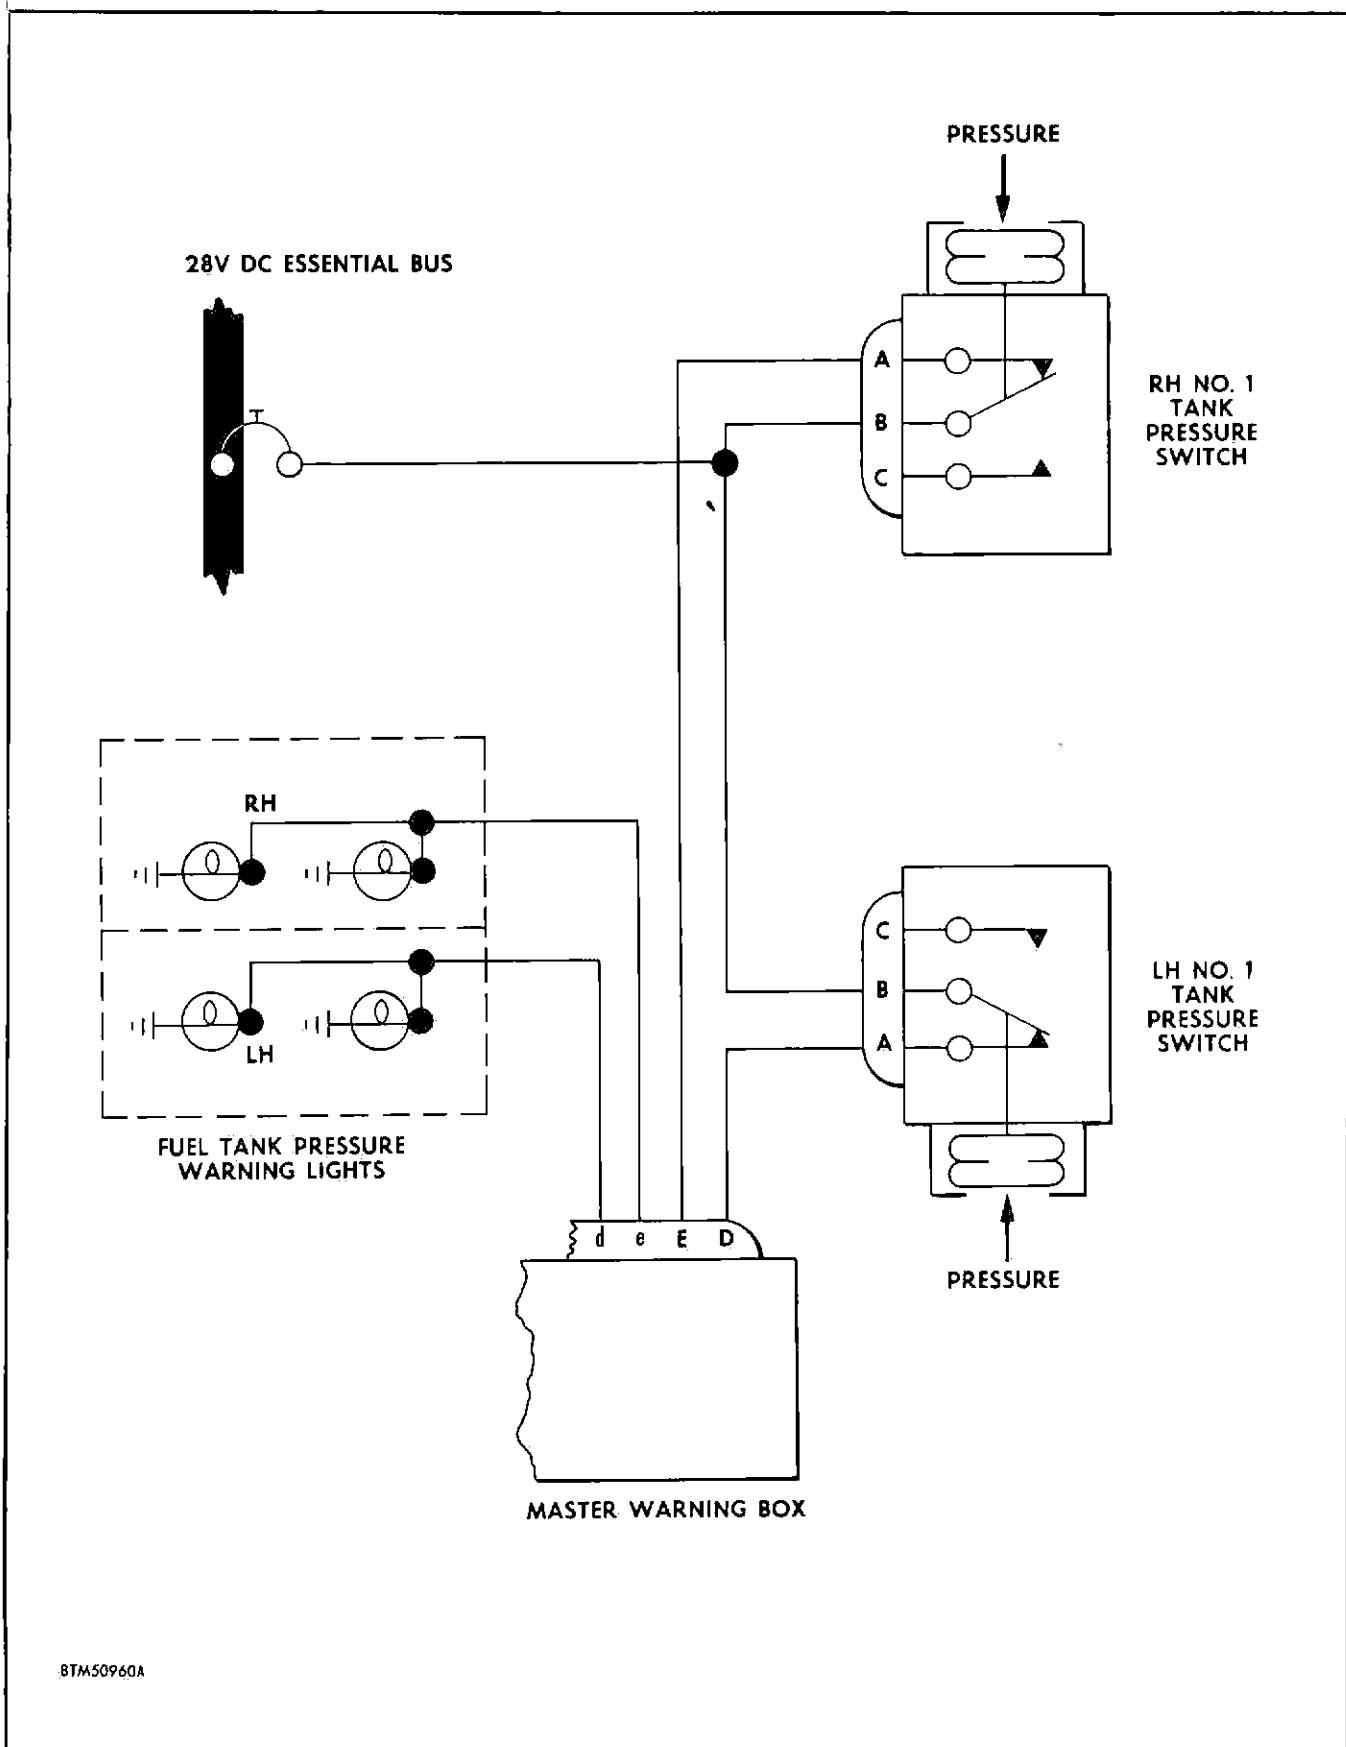 PRESSURE
28V DC ESSENTIAL BUS
A
B
C
RH NO. 1
TANK
PRESSURE
SWITCH
RH
LH
FUEL TANK PRESSURE
WARNING LIGHTS
C
B
A
LH NO. 1
TANK
PRESSURE
SWITCH
PRESSURE
d e E D
MASTER WARNING BOX
BTM50960A